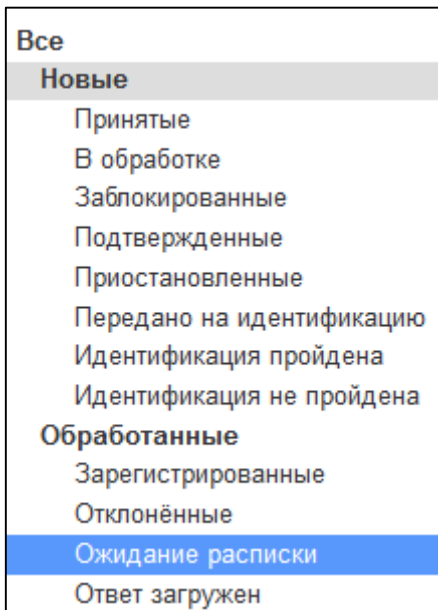 Все
Новые
Принятые
В обработке
Заблокированные
Подтвержденные
Приостановленные
Передано на идентификацию
Идентификация пройдена
Идентификация не пройдена
Обработанные
Зарегистрированные
Отклонённые
Ожидание расписки
Ответ загружен